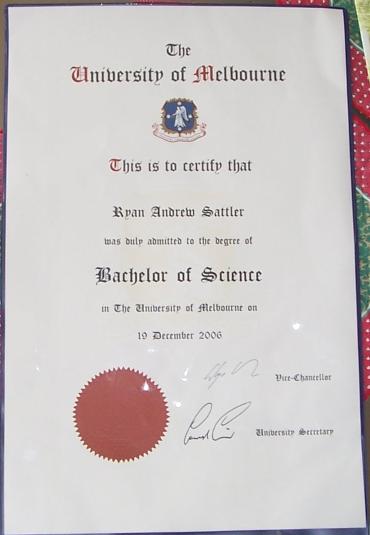 The
University of Melbourne
This is to certify that
Ryan Andrew Sattler
was duly admitted to the degree of
Bachelor of Science
in The University of Melbourne on
19 December 2006
Vice-Chancellor
University Secretary